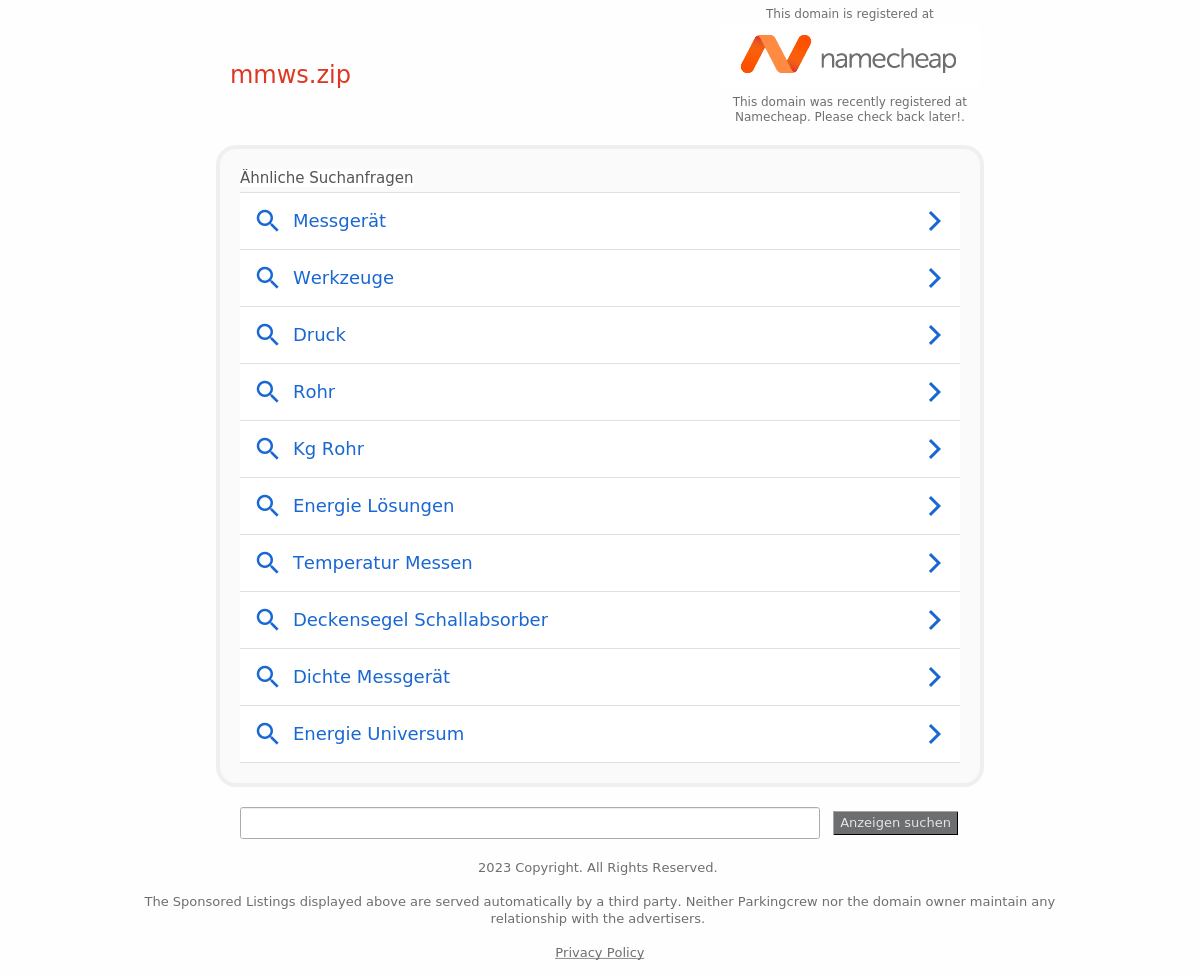 This domain is registered at
mmws.zip
namecheap
This domain was recently registered at
Namecheap. Please check back later!.
Ähnliche Suchanfragen
Messgerät
Werkzeuge
Druck
Rohr
Kg Rohr
Energie Lösungen
Temperatur Messen
Deckensegel Schallabsorber
Dichte Messgerät
Energie Universum
Anzeigen suchen
2023 Copyright. All Rights Reserved.
The Sponsored Listings displayed above are served automatically by a third party. Neither Parkingcrew nor the domain owner maintain any
relationship with the advertisers.
Privacy Policy